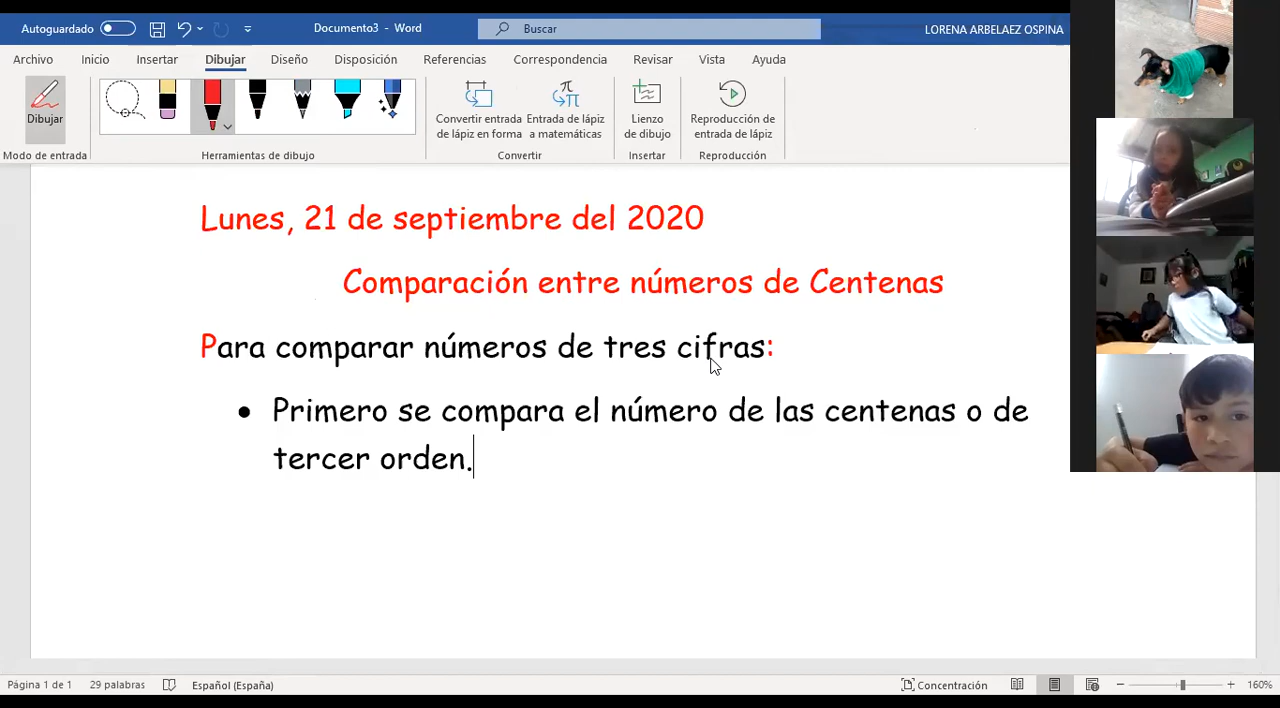 Autoguardado
Documento3 - Word
Buscar
LORENA ARBELAEZ OSPINA
Archivo Inicio Insertar Dibujar Diseño Disposición Referencias Correspondencia Revisar Vista Ayuda
Dibujar
Modo de entrada
Herramientas de dibujo
Convertir entrada
de lápiz en forma
Entrada de lápiz
a matemáticas
Convertir
Lienzo
de dibujo
Insertar
Reproducción de
entrada de lápiz
Reproducción
Lunes, 21 de septiembre del 2020
Comparación entre números de Centenas
Para comparar números de tres cifras:
• Primero se compara el número de las centenas o de
tercer orden.
Página 1 de 1 29 palabras Español (España) Concentración 160%